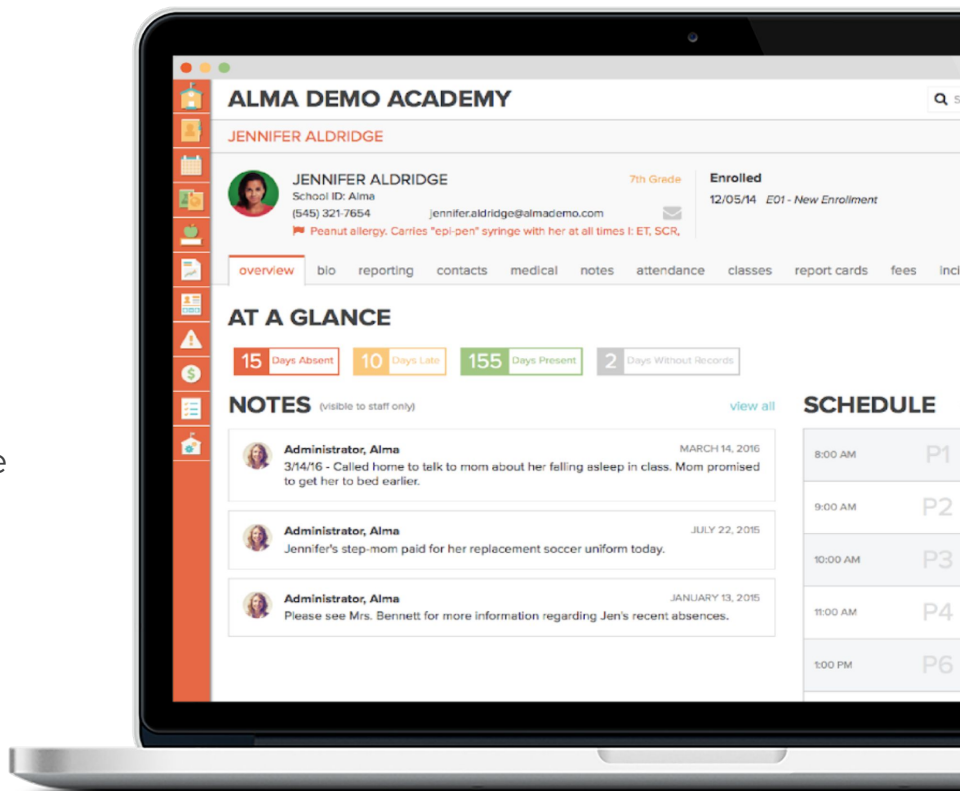 ALMA DEMO ACADEMY
S
JENNIFER ALDRIDGE
JENNIFER ALDRIDGE
7th Grade
School ID: Alma
(545) 321-7654 jennifer.aldridge@almademo.com
Peanut allergy. Carries "epi-pen" syringe with her at all times I: ET, SCR,
Enrolled
12/05/14 E01 - New Enrollment
overview bio reporting contacts medical notes attendance classes report cards fees inci
AT A GLANCE
15 Days Absent 10 Days Late 155 Days Present 2 Days Without Records
NOTES (visible to staff only) view all
Administrator, Alma MARCH 14, 2016
3/14/16 - Called home to talk to mom about her falling asleep in class. Mom promised
to get her to bed earlier.
Administrator, Alma JULY 22, 2015
Jennifer's step-mom paid for her replacement soccer uniform today.
Administrator, Alma JANUARY 13, 2015
Please see Mrs. Bennett for more information regarding Jen's recent absences.
SCHEDULE
8:00 AM P1
9:00 AM P2
10:00 AM P3
11:00 AM P4
1:00 PM P6
e